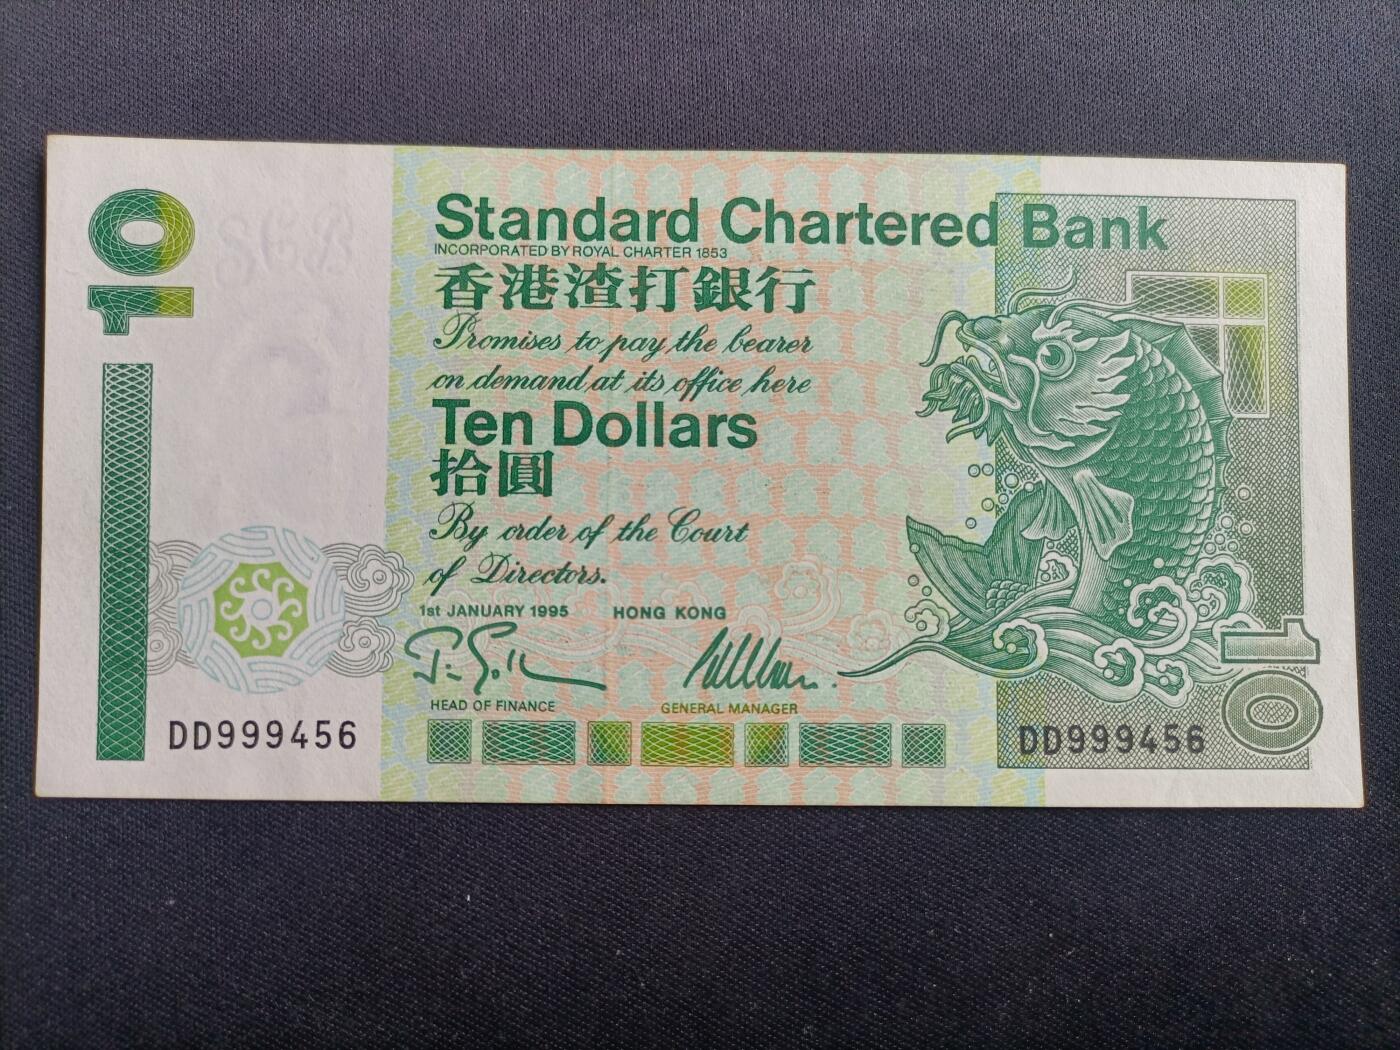 10
Standard Chartered Bank
INCORPORATED BY ROYAL CHARTER 1853
香港渣打銀行
Promises to pay the bearer
on demand at its office here
Ten Dollars
拾圓
By order of the Court
of Directors.
1st JANUARY 1995 HONG KONG
HEAD OF FINANCE GENERAL MANAGER
DD999456 DD999456
10